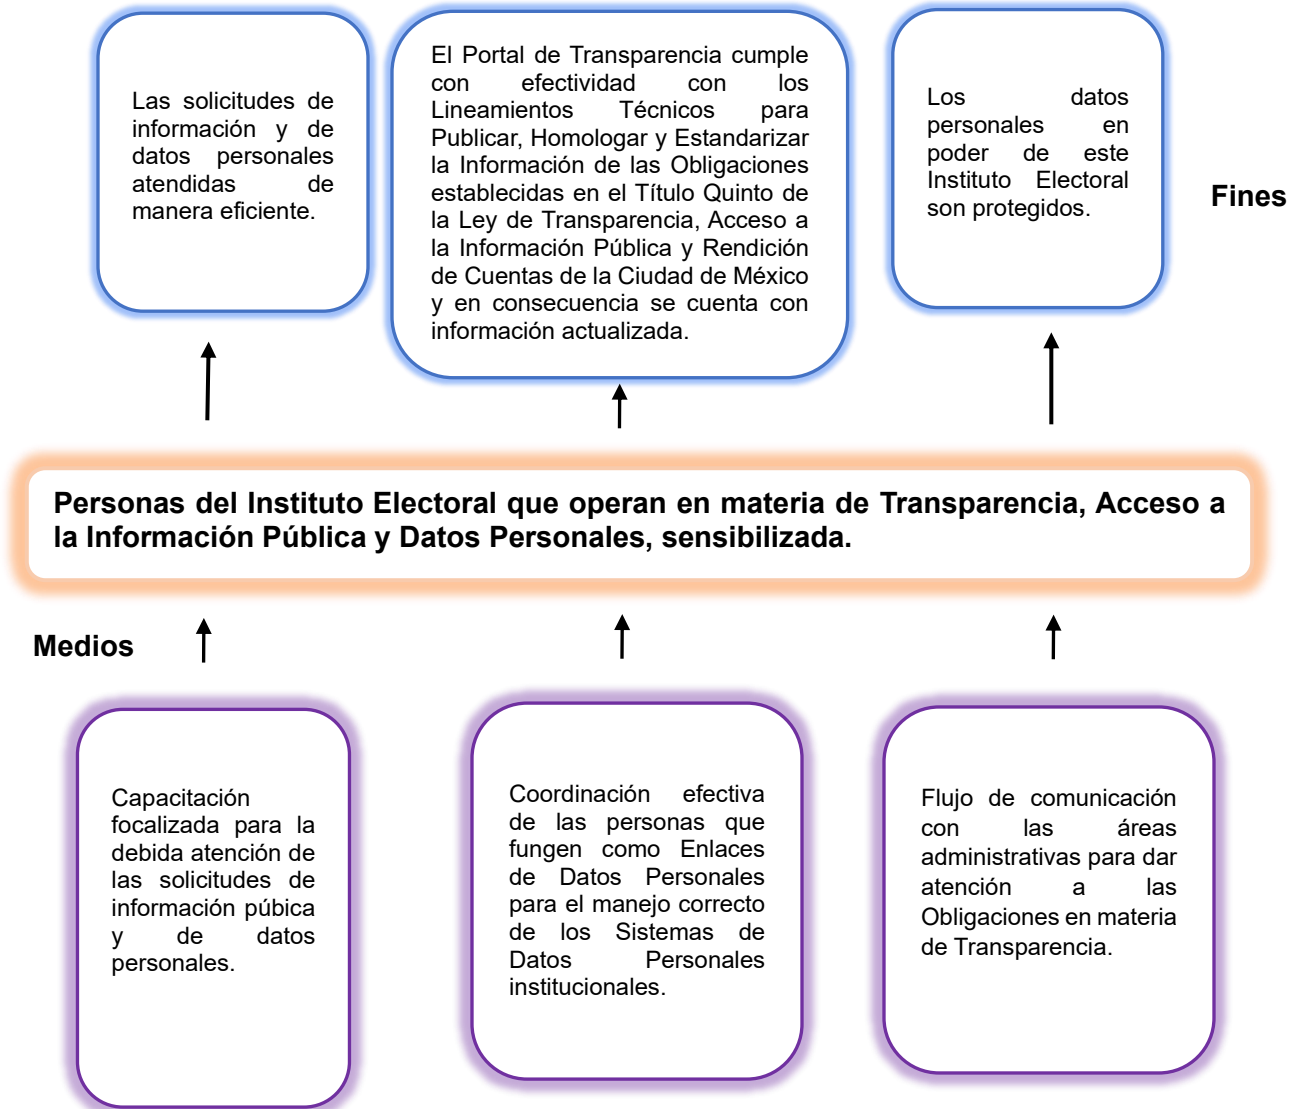 Las solicitudes de
información y de
datos personales
atendidas de
manera eficiente.
El Portal de Transparencia cumple
con efectividad con los
Lineamientos Técnicos para
Publicar, Homologar y Estandarizar
la Información de las Obligaciones
establecidas en el Título Quinto de
la Ley de Transparencia, Acceso a
la Información Pública y Rendición
de Cuentas de la Ciudad de México
y en consecuencia se cuenta con
información actualizada.
Los datos
personales en
poder de este
Instituto Electoral
son protegidos.
Fines
Personas del Instituto Electoral que operan en materia de Transparencia, Acceso a
la Información Pública y Datos Personales, sensibilizada.
Medios
Capacitación
focalizada para la
debida atención de
las solicitudes de
información púbica
y de datos
personales.
Coordinación efectiva
de las personas que
fungen como Enlaces
de Datos Personales
para el manejo correcto
de los Sistemas de
Datos Personales
institucionales.
Flujo de comunicación
con las áreas
administrativas para dar
atención a las
Obligaciones en materia
de Transparencia.